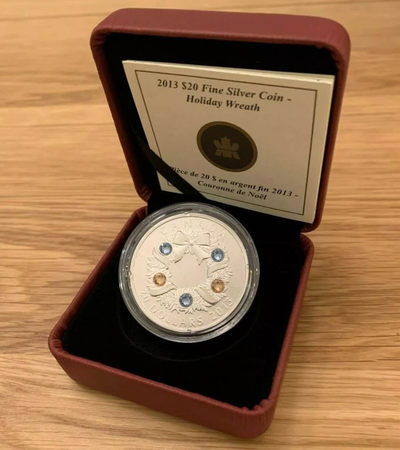 2013 $20 Fine Silver Coin -
Holiday Wreath
Pièce de 20 $ en argent fin 2013 -
Couronne de Noël
20 DOLLARS 2013